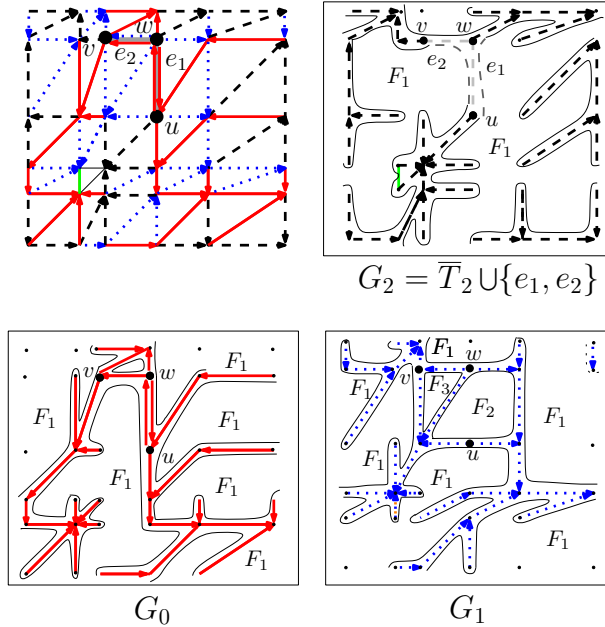 v w
e₂ e₁
u
v w
F₁ e₂ e₁
u
F₁
G₂ = T̅₂ ∪{e₁, e₂}
v w F₁
F₁ F₁
u
F₁ F₁
F₁
G₀
F₁ w
F₁ v F₃
F₂ F₁
u
F₁
F₁
G₁